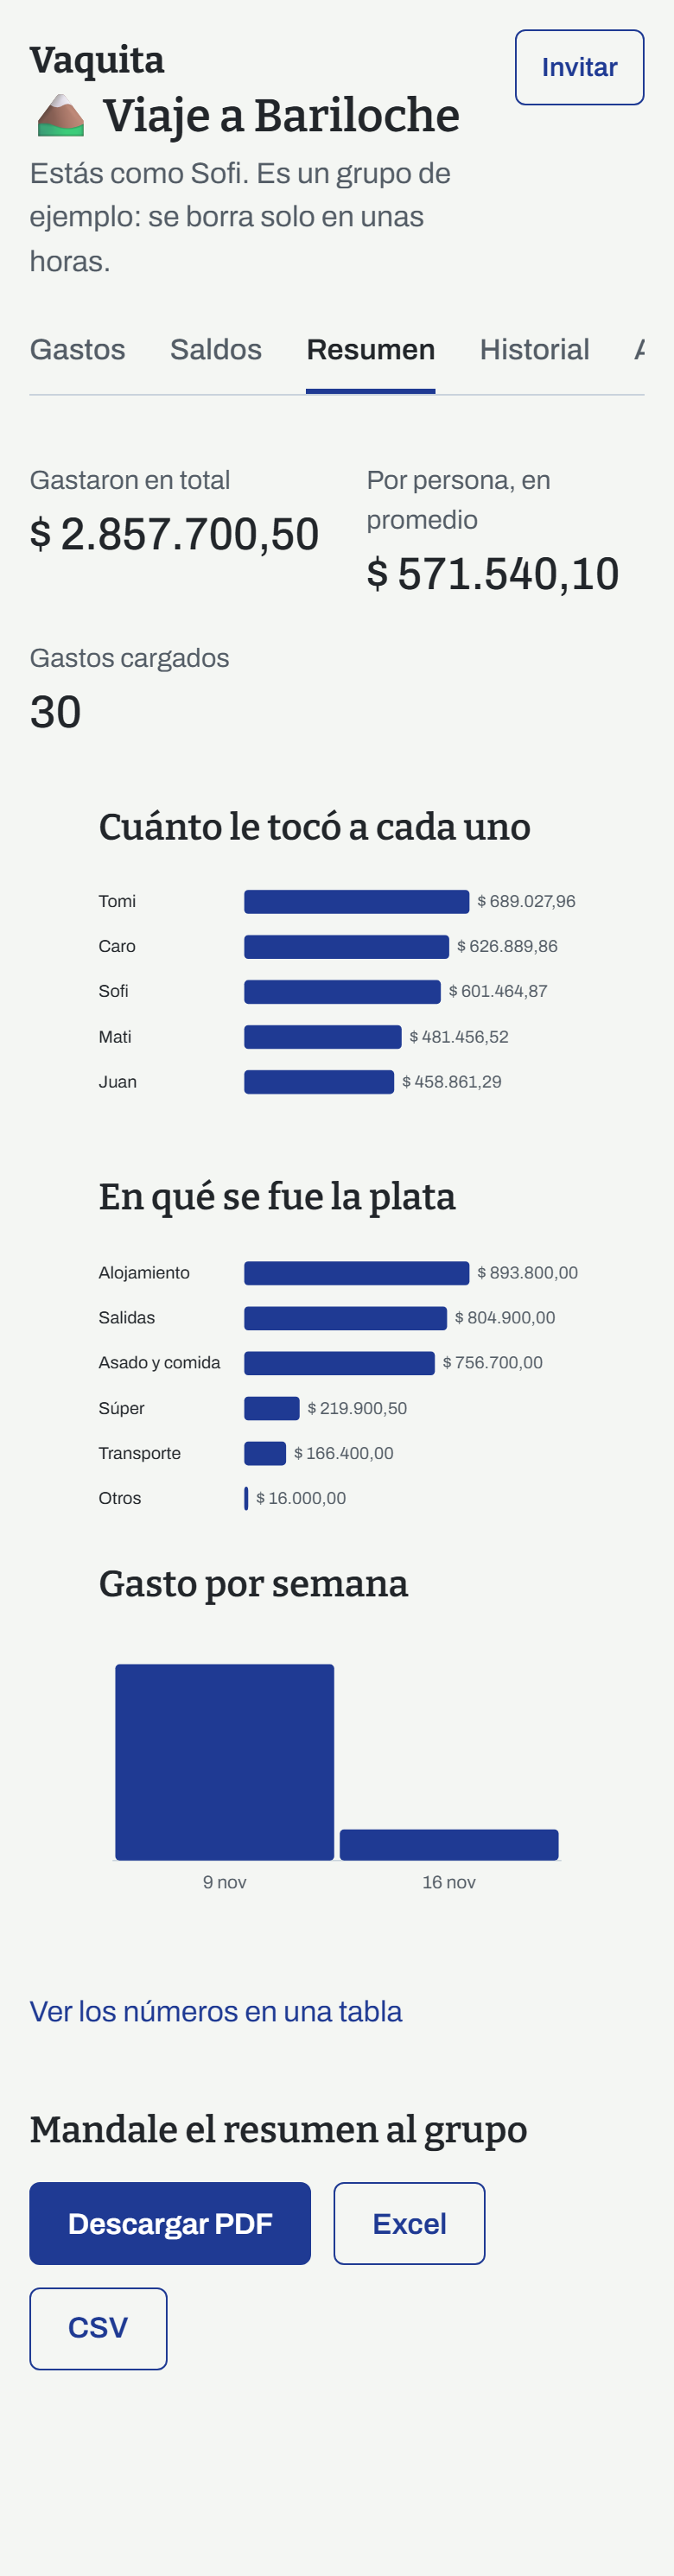 Vaquita
Invitar
Viaje a Bariloche
Estás como Sofi. Es un grupo de
ejemplo: se borra solo en unas
horas.
Gastos Saldos Resumen Historial
Gastaron en total
$ 2.857.700,50
Por persona, en
promedio
$ 571.540,10
Gastos cargados
30
Cuánto le tocó a cada uno
Tomi $ 689.027,96
Caro $ 626.889,86
Sofi $ 601.464,87
Mati $ 481.456,52
Juan $ 458.861,29
En qué se fue la plata
Alojamiento $ 893.800,00
Salidas $ 804.900,00
Asado y comida $ 756.700,00
Súper $ 219.900,50
Transporte $ 166.400,00
Otros $ 16.000,00
Gasto por semana
9 nov 16 nov
Ver los números en una tabla
Mandale el resumen al grupo
Descargar PDF Excel
CSV